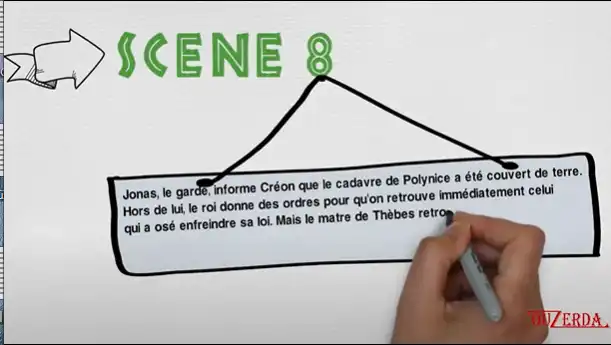 SCENE 8
Jonas, le garde, informe Créon que le cadavre de Polynice a été couvert de terre.
Hors de lui, le roi donne des ordres pour qu'on retrouve immédiatement celui
qui a osé enfreindre sa loi. Mais le matre de Thèbes retro
OUZERDA.